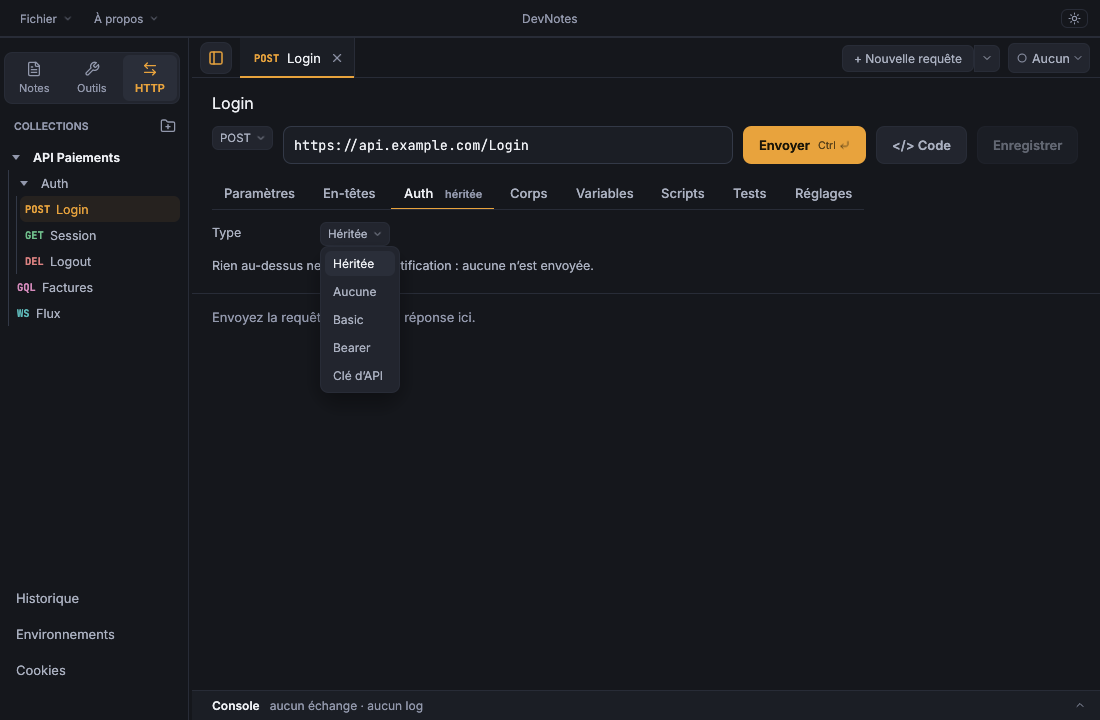 Fichier
À propos
DevNotes
Notes
Outils
HTTP
COLLECTIONS
API Paiements
Auth
POST Login
GET Session
DEL Logout
GQL Factures
WS Flux
Historique
Environnements
Cookies
POST Login
+ Nouvelle requête
Aucun
Login
POST
https://api.example.com/Login
Envoyer Ctrl ⏎
</> Code
Enregistrer
Paramètres
En-têtes
Auth héritée
Corps
Variables
Scripts
Tests
Réglages
Type
Héritée
Rien au-dessus ne tification : aucune n’est envoyée.
Héritée
Aucune
Basic
Bearer
Clé d’API
Envoyez la requêt réponse ici.
Console aucun échange · aucun log